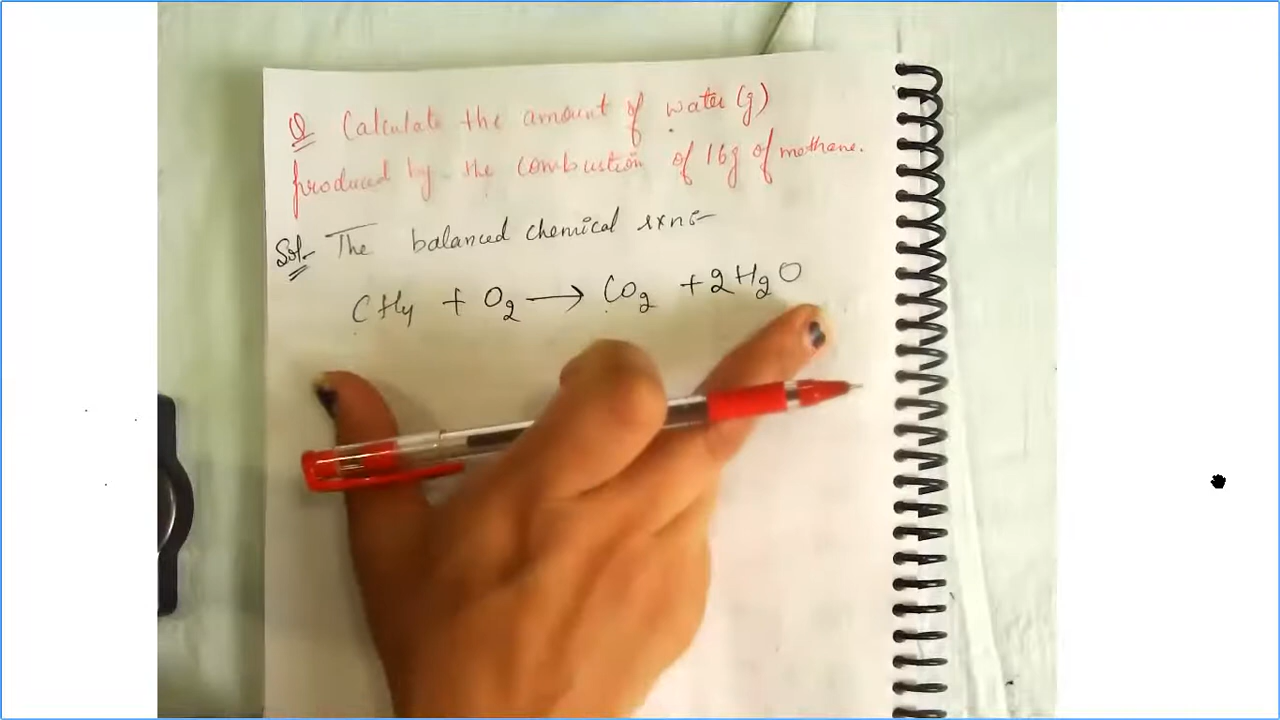 Q Calculate the amount of water (g)
produced by the combustion of 16g of methane.
Sol- The balanced chemical rxn:-
CH4 + O2 → CO2 + 2H2O